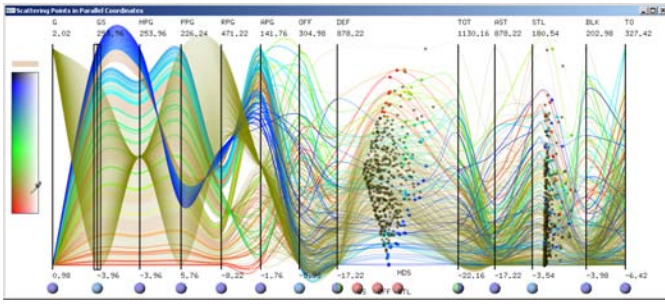 Scattering Points in Parallel Coordinates
G GS HPG PPG RPG APG OFF DEF TOT AST STL BLK TO
2.02 253.96 253.96 226.24 471.22 141.76 304.98 878.22 1130.16 878.22 180.54 202.98 327.42
MDS
0.98 -3.96 -3.96 5.76 -8.22 -1.76 -17.22 -22.16 -17.22 -3.54 -3.98 -6.42